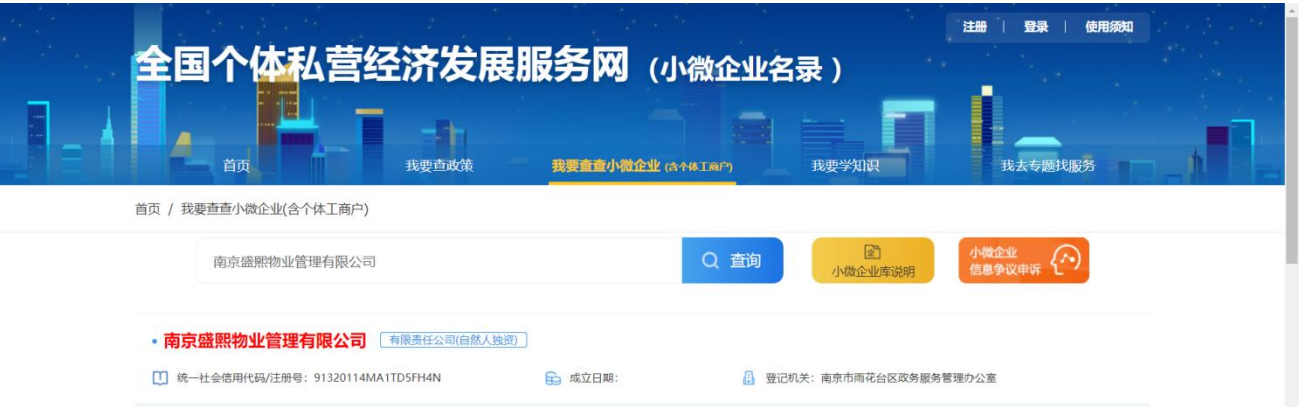 注册 | 登录 | 使用须知
全国个体私营经济发展服务网 (小微企业名录)
首页 我要查政策 我要查查小微企业 (含个体工商户) 我要学知识 我去专题找服务
首页 / 我要查查小微企业(含个体工商户)
南京盛熙物业管理有限公司 查询 小微企业库说明 小微企业
信息争议申诉
南京盛熙物业管理有限公司 有限责任公司(自然人独资)
统一社会信用代码/注册号: 91320114MA1TD5FH4N 成立日期: 登记机关: 南京市雨花台区政务服务管理办公室